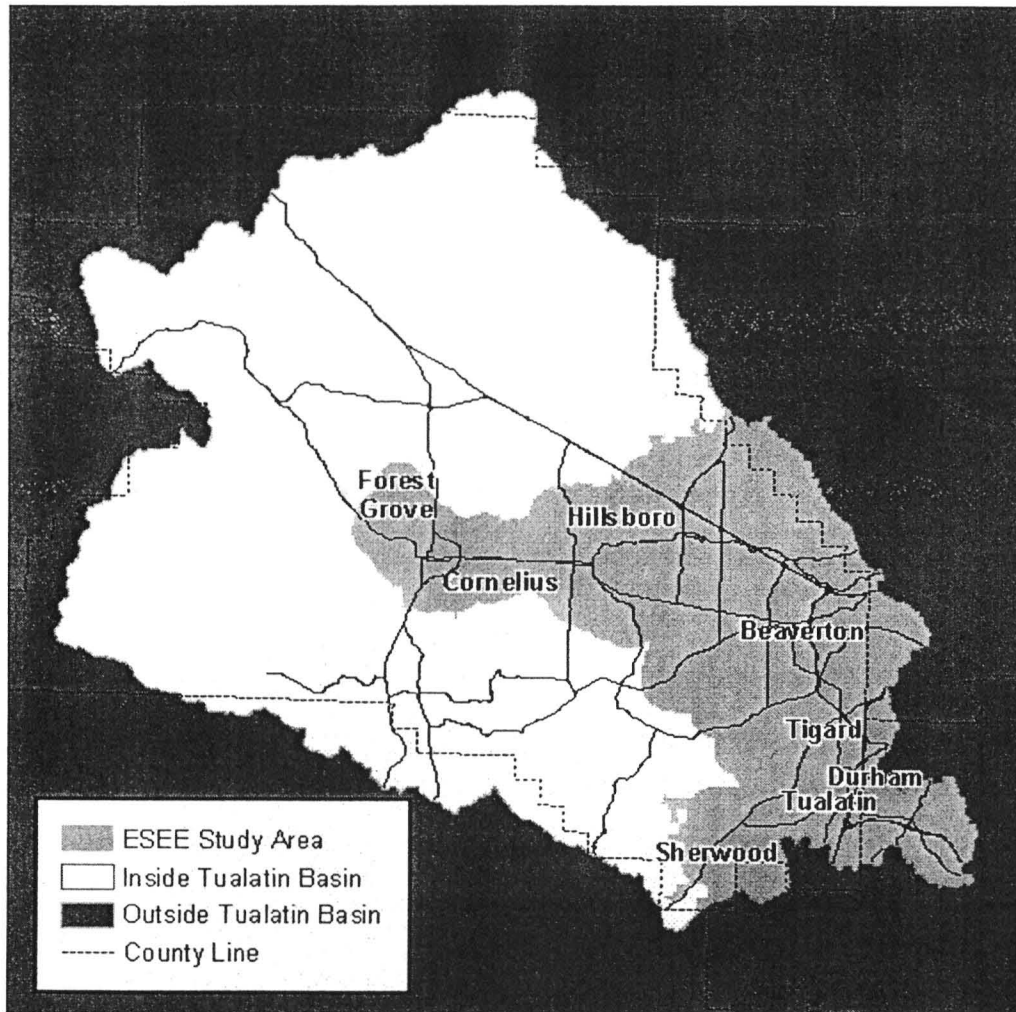 Forest
Grove
Hillsboro
Cornelius
Beaverton
Tigard
Durham
Tualatin
Sherwood
ESEE Study Area
Inside Tualatin Basin
Outside Tualatin Basin
County Line